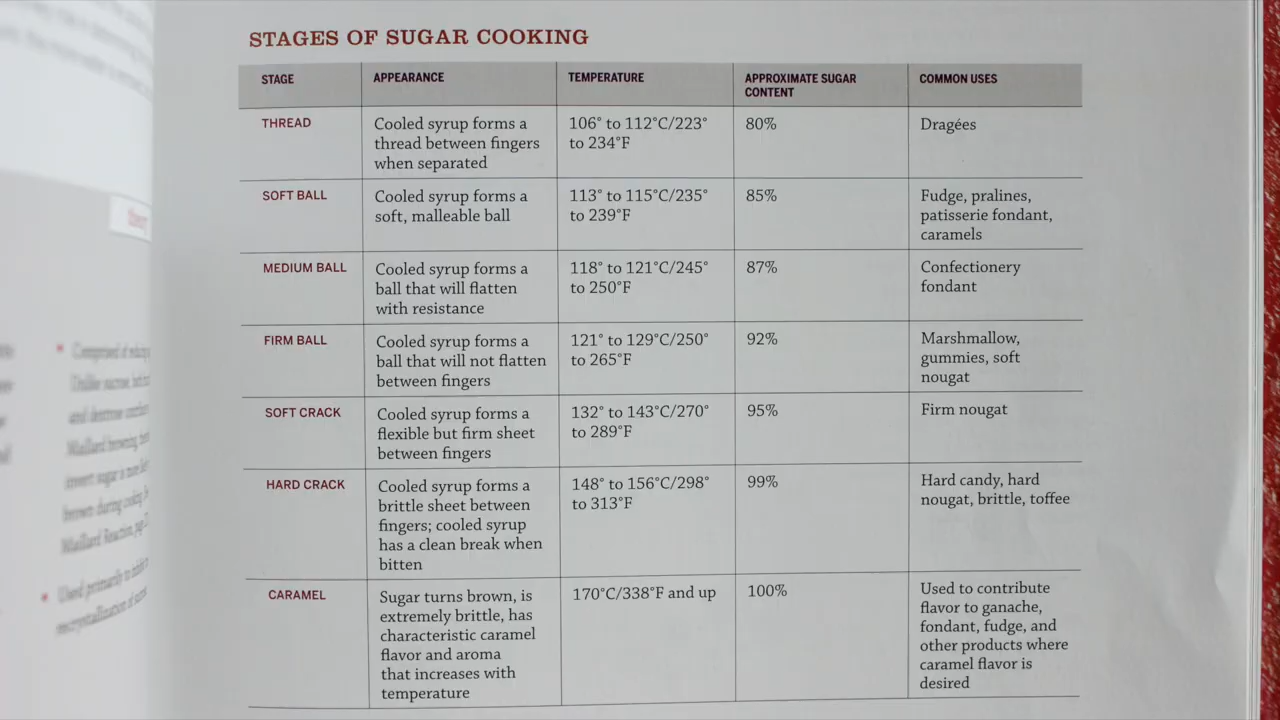 STAGES OF SUGAR COOKING
STAGE
APPEARANCE
TEMPERATURE
APPROXIMATE SUGAR
CONTENT
COMMON USES
THREAD
Cooled syrup forms a
thread between fingers
when separated
106° to 112°C/223°
to 234°F
80%
Dragées
SOFT BALL
Cooled syrup forms a
soft, malleable ball
113° to 115°C/235°
to 239°F
85%
Fudge, pralines,
patisserie fondant,
caramels
MEDIUM BALL
Cooled syrup forms a
ball that will flatten
with resistance
118° to 121°C/245°
to 250°F
87%
Confectionery
fondant
FIRM BALL
Cooled syrup forms a
ball that will not flatten
between fingers
121° to 129°C/250°
to 265°F
92%
Marshmallow,
gummies, soft
nougat
SOFT CRACK
Cooled syrup forms a
flexible but firm sheet
between fingers
132° to 143°C/270°
to 289°F
95%
Firm nougat
HARD CRACK
Cooled syrup forms a
brittle sheet between
fingers; cooled syrup
has a clean break when
bitten
148° to 156°C/298°
to 313°F
99%
Hard candy, hard
nougat, brittle, toffee
CARAMEL
Sugar turns brown, is
extremely brittle, has
characteristic caramel
flavor and aroma
that increases with
temperature
170°C/338°F and up
100%
Used to contribute
flavor to ganache,
fondant, fudge, and
other products where
caramel flavor is
desired